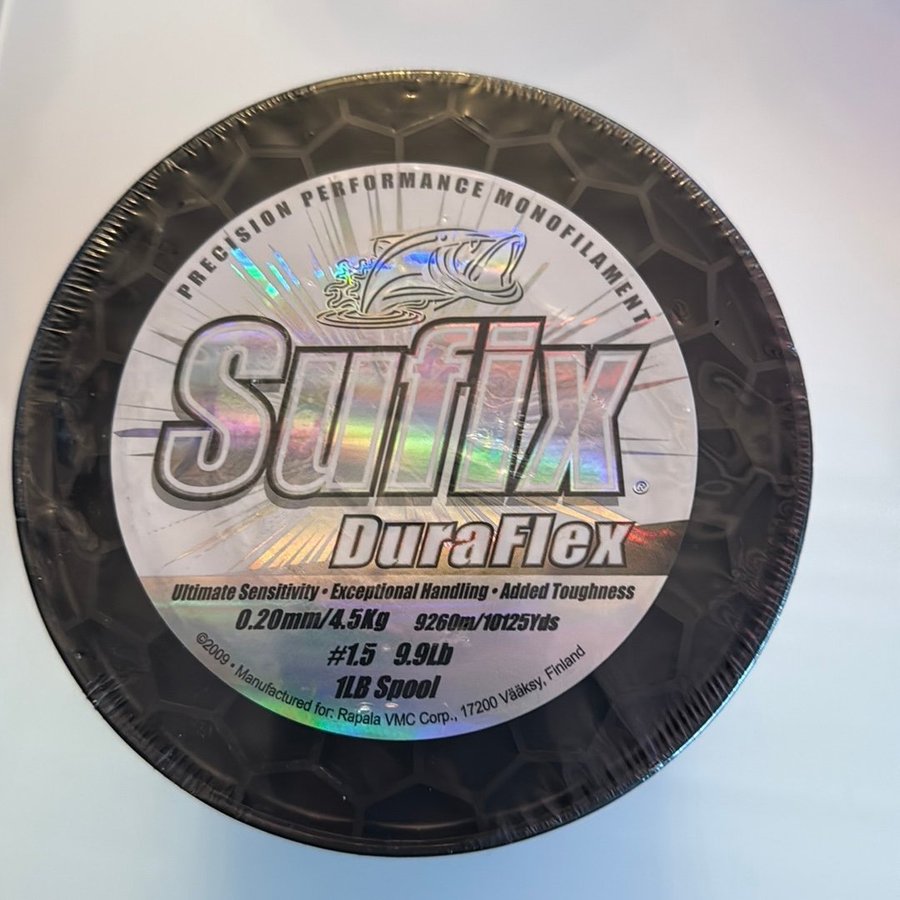 PRECISION PERFORMANCE MONOFILAMENT
Sufix®
DuraFlex
Ultimate Sensitivity • Exceptional Handling • Added Toughness
0.20mm/4.5Kg 9260m/10125Yds
#1.5 9.9Lb
1LB Spool
©2009 • Manufactured for: Rapala VMC Corp., 17200 Vääksy, Finland